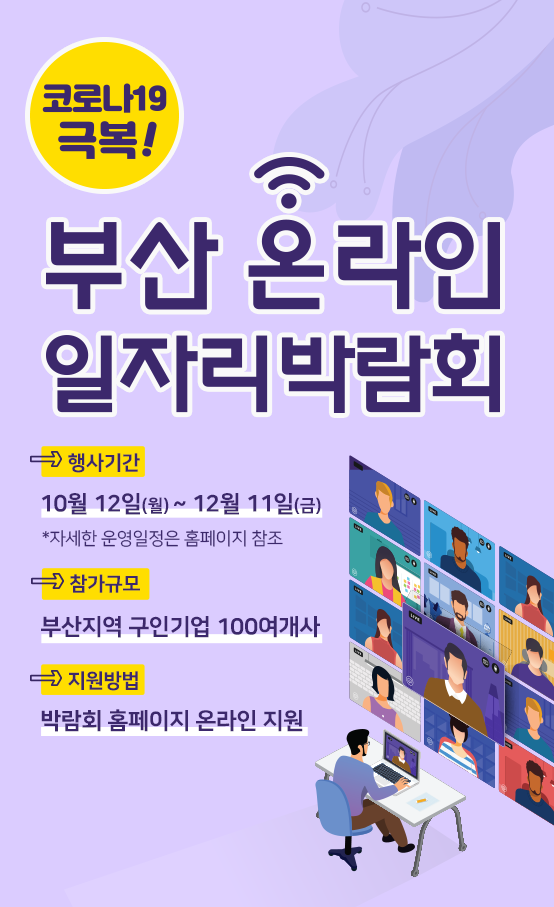 코로나19
극복!
부산 온라인
일자리박람회
행사기간
10월 12일(월) ~ 12월 11일(금)
*자세한 운영일정은 홈페이지 참조
참가규모
부산지역 구인기업 100여개사
지원방법
박람회 홈페이지 온라인 지원